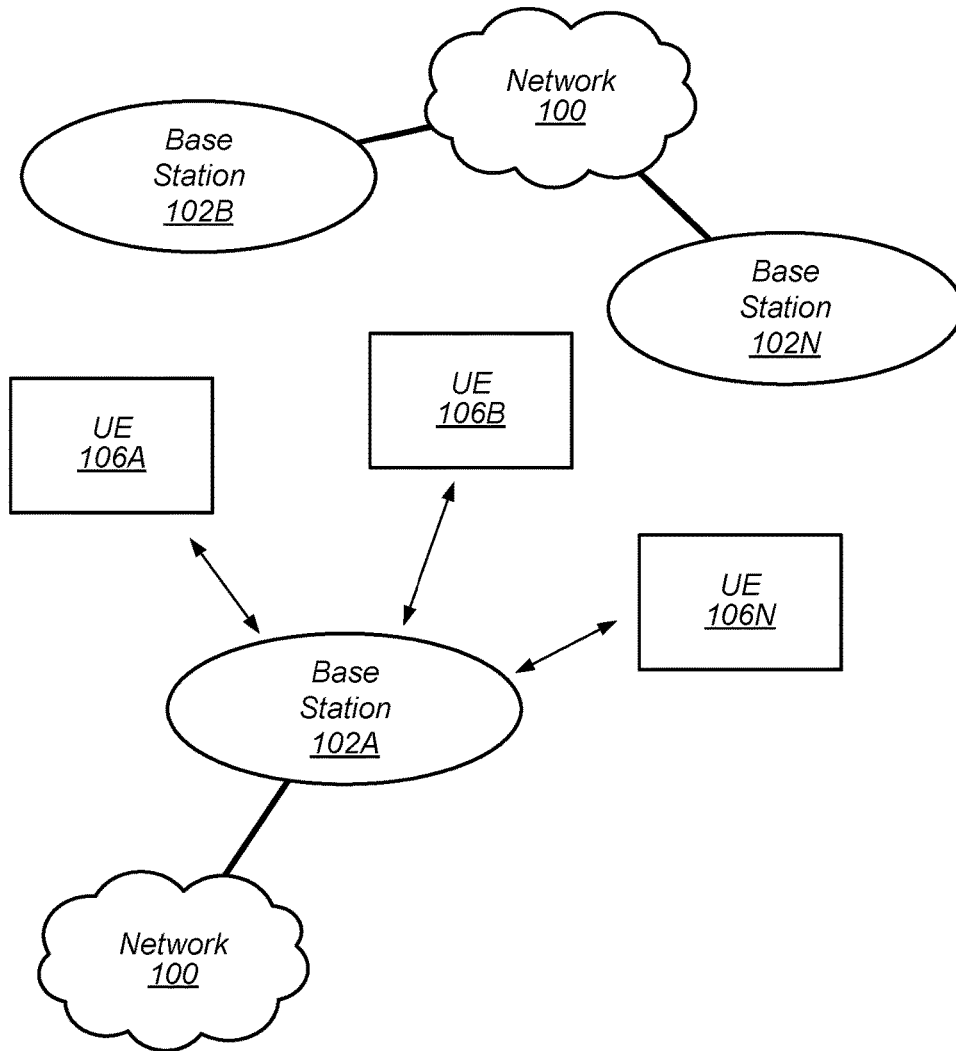 Network
100
Base
Station
102B
Base
Station
102N
UE
106B
UE
106A
UE
106N
Base
Station
102A
Network
100